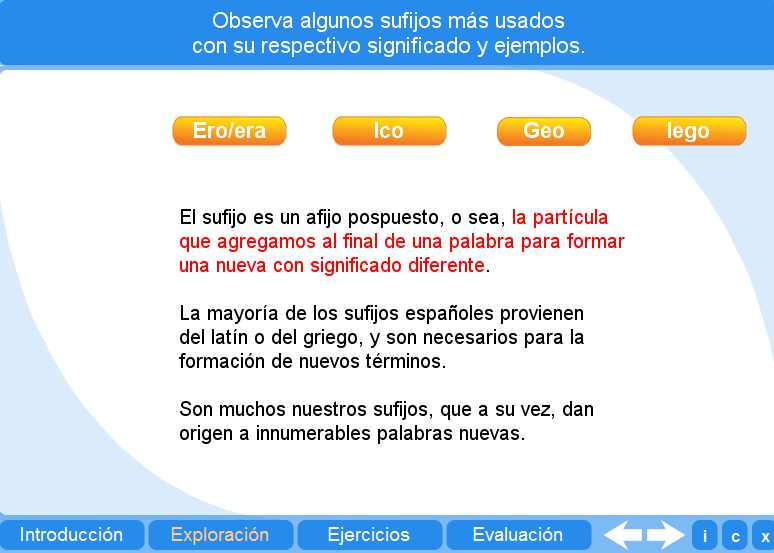 Observa algunos sufijos más usados
con su respectivo significado y ejemplos.
Ero/era
Ico
Geo
Iego
El sufijo es un afijo pospuesto, o sea, la partícula
que agregamos al final de una palabra para formar
una nueva con significado diferente.
La mayoría de los sufijos españoles provienen
del latín o del griego, y son necesarios para la
formación de nuevos términos.
Son muchos nuestros sufijos, que a su vez, dan
origen a innumerables palabras nuevas.
Introducción
Exploración
Ejercicios
Evaluación
i
c
x